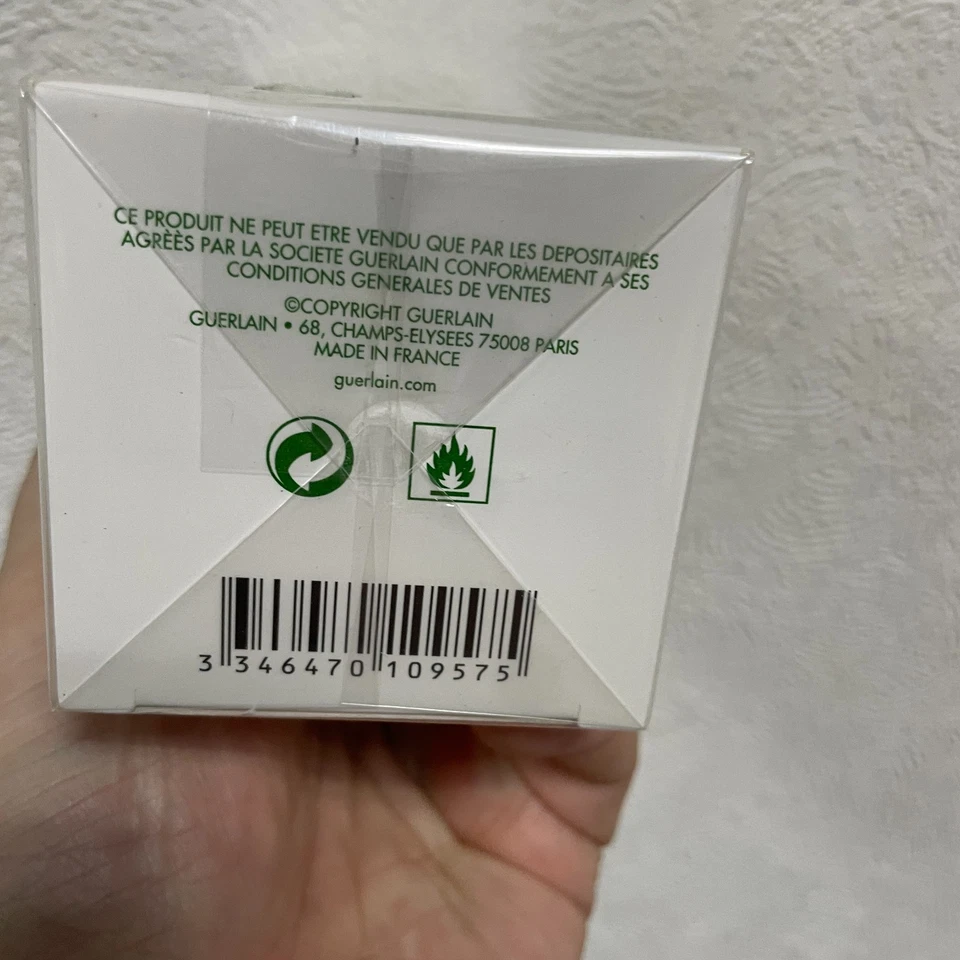 CE PRODUIT NE PEUT ETRE VENDU QUE PAR LES DEPOSITAIRES
AGRÈÈS PAR LA SOCIETE GUERLAIN CONFORMEMENT A SES
CONDITIONS GENERALES DE VENTES
©COPYRIGHT GUERLAIN
GUERLAIN • 68, CHAMPS-ELYSEES 75008 PARIS
MADE IN FRANCE
guerlain.com
3 346470 109575